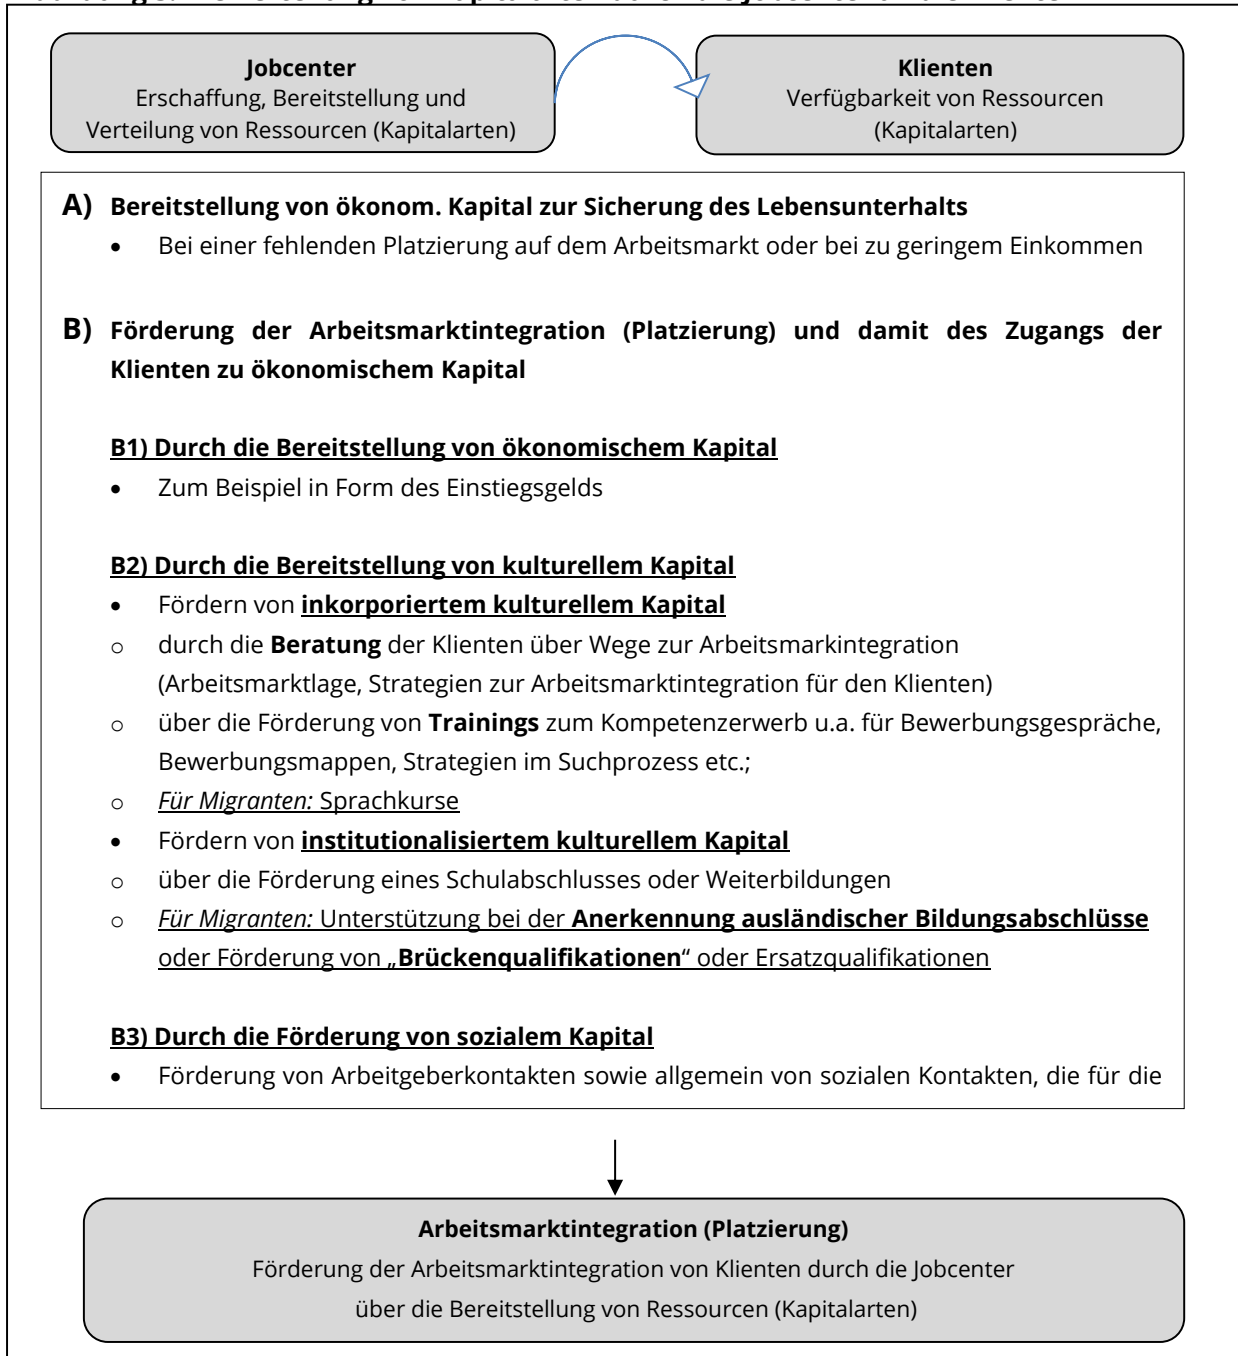 Jobcenter
Erschaffung, Bereitstellung und
Verteilung von Ressourcen (Kapitalarten)
Klienten
Verfügbarkeit von Ressourcen
(Kapitalarten)
A) Bereitstellung von ökonom. Kapital zur Sicherung des Lebensunterhalts
• Bei einer fehlenden Platzierung auf dem Arbeitsmarkt oder bei zu geringem Einkommen
B) Förderung der Arbeitsmarktintegration (Platzierung) und damit des Zugangs der
Klienten zu ökonomischem Kapital
B1) Durch die Bereitstellung von ökonomischem Kapital
• Zum Beispiel in Form des Einstiegsgelds
B2) Durch die Bereitstellung von kulturellem Kapital
• Fördern von inkorporiertem kulturellem Kapital
o durch die Beratung der Klienten über Wege zur Arbeitsmarkintegration
(Arbeitsmarktlage, Strategien zur Arbeitsmarktintegration für den Klienten)
o über die Förderung von Trainings zum Kompetenzerwerb u.a. für Bewerbungsgespräche,
Bewerbungsmappen, Strategien im Suchprozess etc.;
o Für Migranten: Sprachkurse
• Fördern von institutionalisiertem kulturellem Kapital
o über die Förderung eines Schulabschlusses oder Weiterbildungen
o Für Migranten: Unterstützung bei der Anerkennung ausländischer Bildungsabschlüsse
oder Förderung von „Brückenqualifikationen“ oder Ersatzqualifikationen
B3) Durch die Förderung von sozialem Kapital
• Förderung von Arbeitgeberkontakten sowie allgemein von sozialen Kontakten, die für die
Arbeitsmarktintegration (Platzierung)
Förderung der Arbeitsmarktintegration von Klienten durch die Jobcenter
über die Bereitstellung von Ressourcen (Kapitalarten)